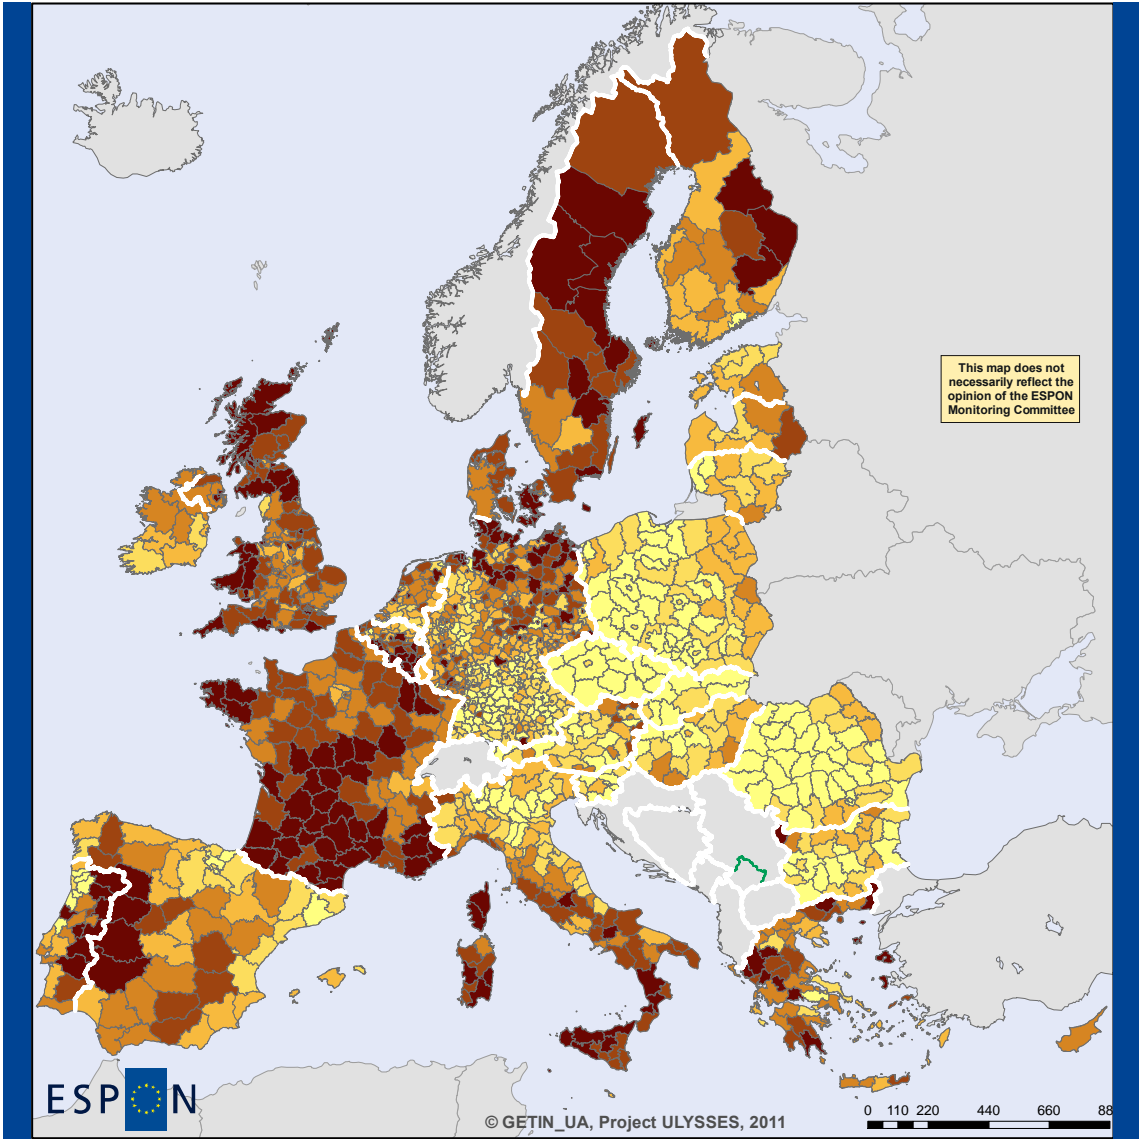 This map does not
necessarily reflect the
opinion of the ESPON
Monitoring Committee
ESPON
© GETIN_UA, Project ULYSSES, 2011
0 110 220 440 660 88